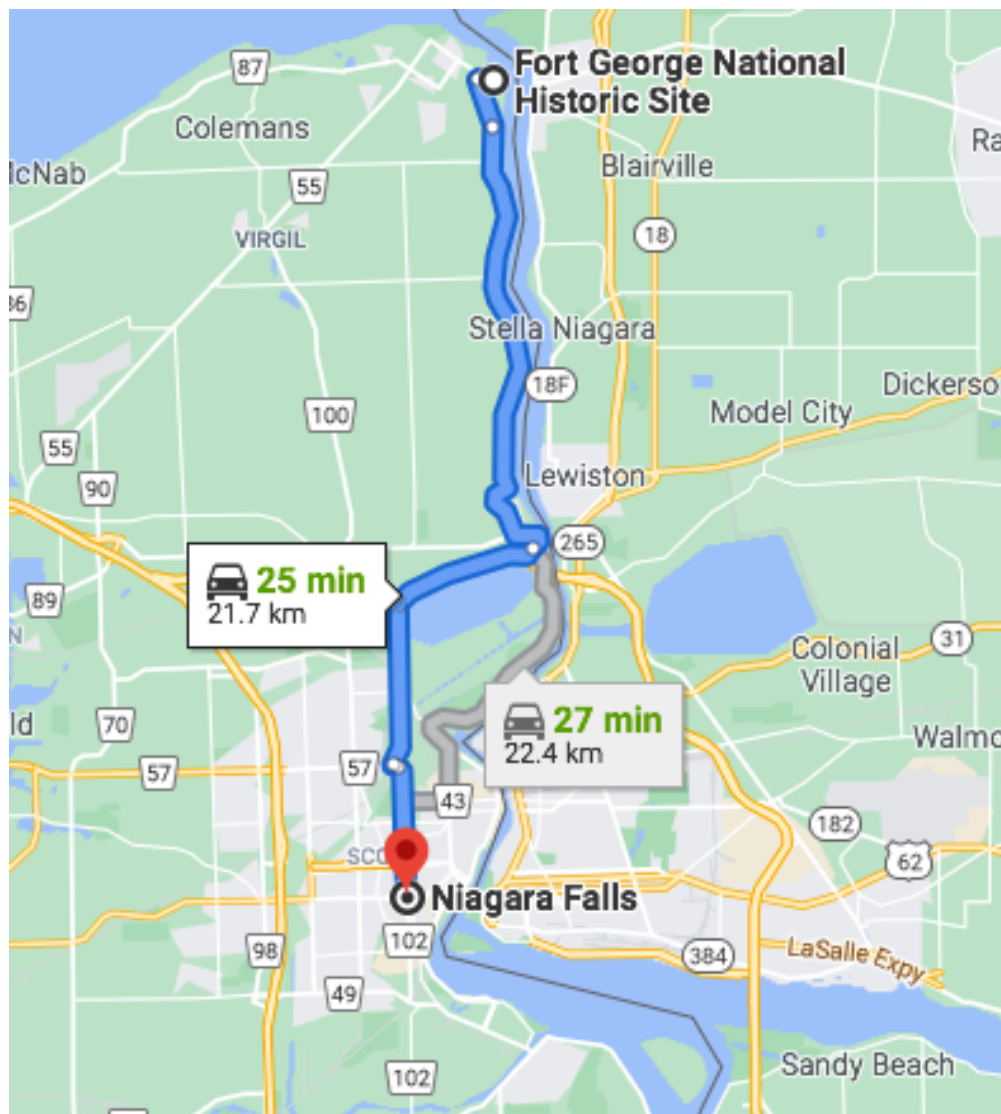 Fort George National
Historic Site
87
Colemans
Ra
cNab
55
Blairville
VIRGIL
18
36
Stella Niagara
18F
100
Dickerso
Model City
55
90
Lewiston
265
25 min
21.7 km
89
N
31
Colonial
Village
27 min
22.4 km
ld
70
Walmo
57
57
43
182
SCO
62
Niagara Falls
102
98
384
LaSalle Expy
49
Sandy Beach
102